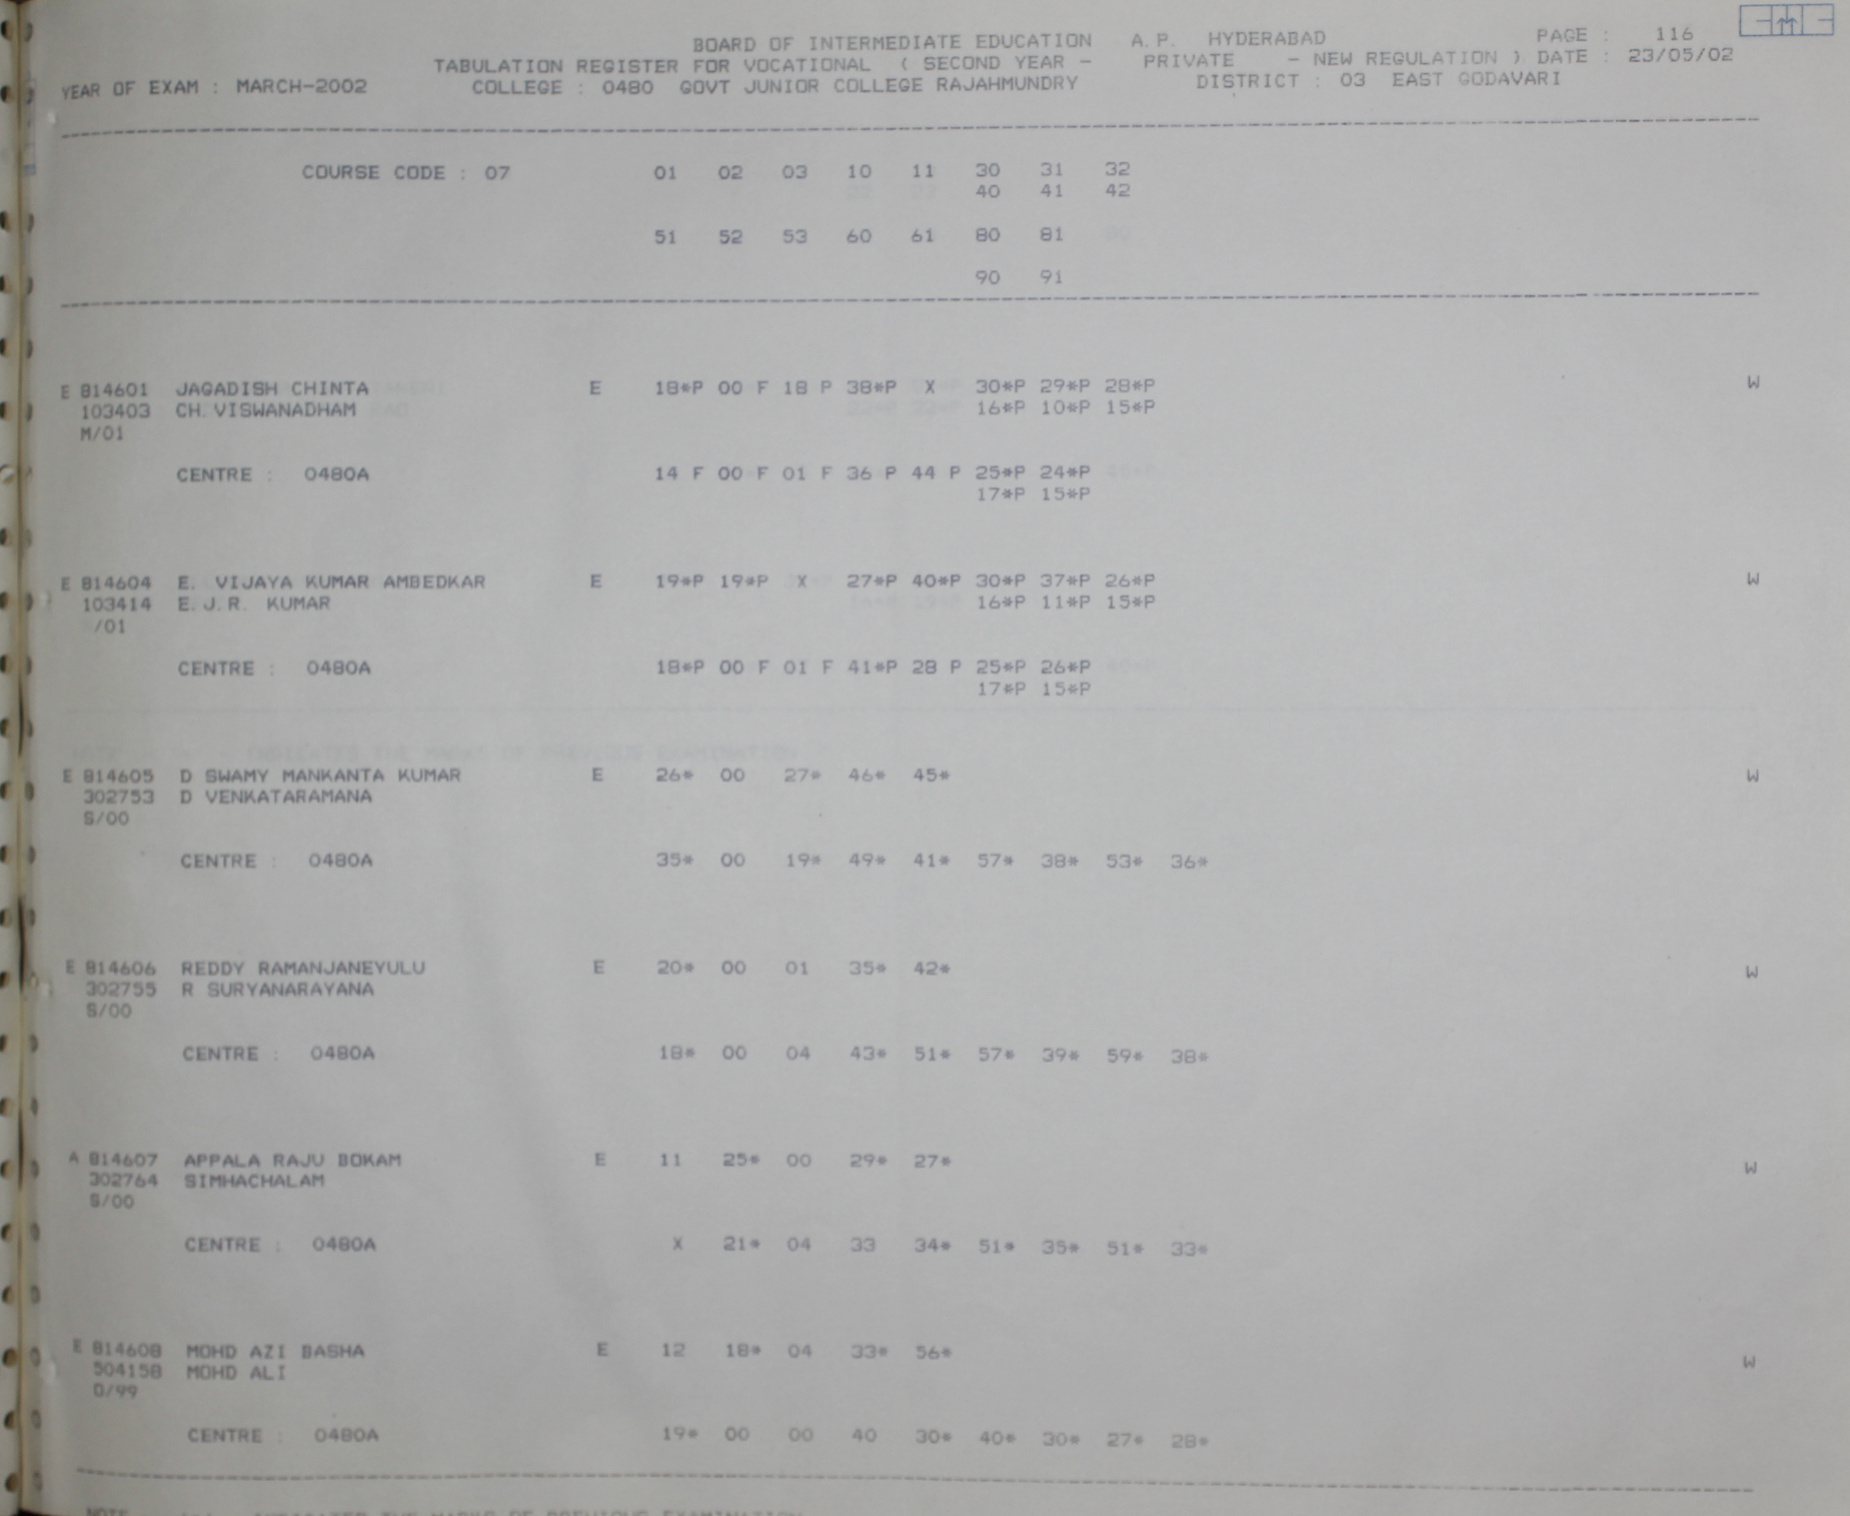 BOARD OF INTERMEDIATE EDUCATION A.P. HYDERABAD PAGE : 116
TABULATION REGISTER FOR VOCATIONAL ( SECOND YEAR - PRIVATE - NEW REGULATION ) DATE : 23/05/02
YEAR OF EXAM : MARCH-2002 COLLEGE : 0480 GOVT JUNIOR COLLEGE RAJAHMUNDRY DISTRICT : 03 EAST GODAVARI
COURSE CODE : 07 01 02 03 10 11 30 31 32
40 41 42
51 52 53 60 61 80 81
90 91
E 814601 JAGADISH CHINTA E 18*P 00 F 18 P 38*P X 30*P 29*P 28*P W
103403 CH.VISWANADHAM 16*P 10*P 15*P
M/01
CENTRE : 0480A 14 F 00 F 01 F 36 P 44 P 25*P 24*P
17*P 15*P
E 814604 E. VIJAYA KUMAR AMBEDKAR E 19*P 19*P X 27*P 40*P 30*P 37*P 26*P W
103414 E.J.R. KUMAR 16*P 11*P 15*P
/01
CENTRE : 0480A 18*P 00 F 01 F 41*P 28 P 25*P 26*P
17*P 15*P
E 814605 D SWAMY MANKANTA KUMAR E 26* 00 27* 46* 45* W
302753 D VENKATARAMANA
S/00
CENTRE : 0480A 35* 00 19* 49* 41* 57* 38* 53* 36*
E 814606 REDDY RAMANJANEYULU E 20* 00 01 35* 42* W
302755 R SURYANARAYANA
S/00
CENTRE : 0480A 18* 00 04 43* 51* 57* 39* 59* 38*
A 814607 APPALA RAJU BOKAM E 11 25* 00 29* 27* W
302764 SIMHACHALAM
S/00
CENTRE : 0480A X 21* 04 33 34* 51* 35* 51* 33*
E 814608 MOHD AZI BASHA E 12 18* 04 33* 56* W
504158 MOHD ALI
O/99
CENTRE : 0480A 19* 00 00 40 30* 40* 30* 27* 28*
NOTE INDICATES THE MARKS OF PREVIOUS EXAMINATION